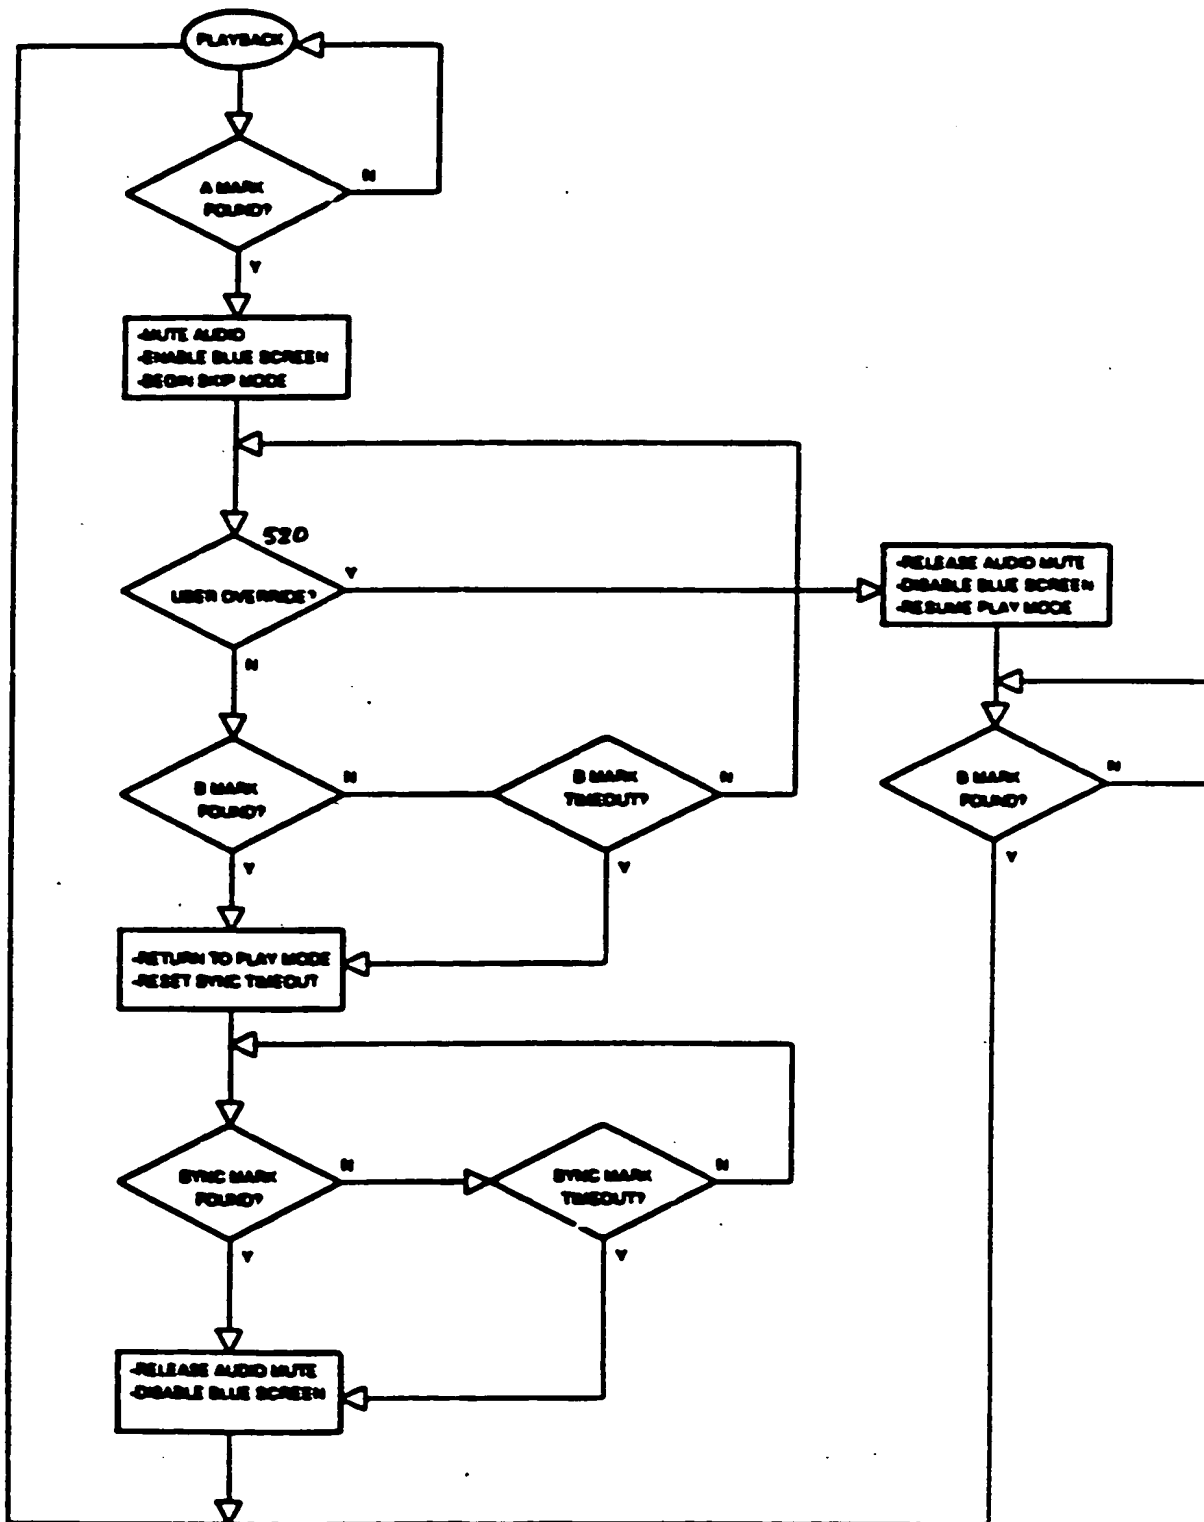 PLAYBACK
A MARK
FOUND?
N
Y
-MUTE AUDIO
-ENABLE BLUE SCREEN
-BEGIN SKIP MODE
520
USER OVERRIDE?
Y
N
-RELEASE AUDIO MUTE
-DISABLE BLUE SCREEN
-RESUME PLAY MODE
B MARK
FOUND?
N
Y
B MARK
TIMEOUT?
N
Y
B MARK
FOUND?
N
Y
-RETURN TO PLAY MODE
-RESET SYNC TIMEOUT
SYNC MARK
FOUND?
N
Y
SYNC MARK
TIMEOUT?
N
Y
-RELEASE AUDIO MUTE
-DISABLE BLUE SCREEN